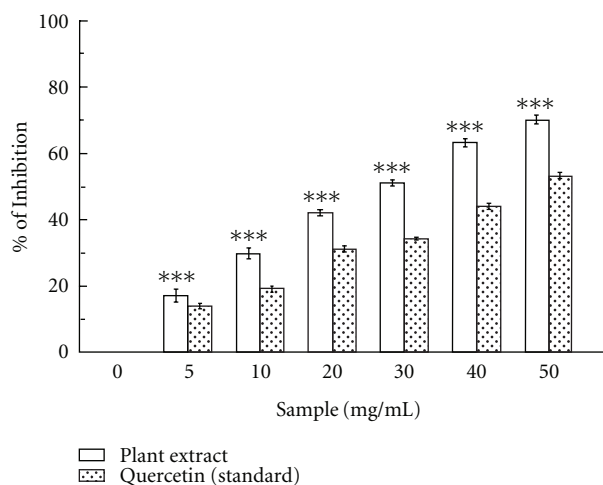 100
80
60
40
20
0
% of Inhibition
***
***
***
***
***
***
0 5 10 20 30 40 50
Sample (mg/mL)
Plant extract
Quercetin (standard)